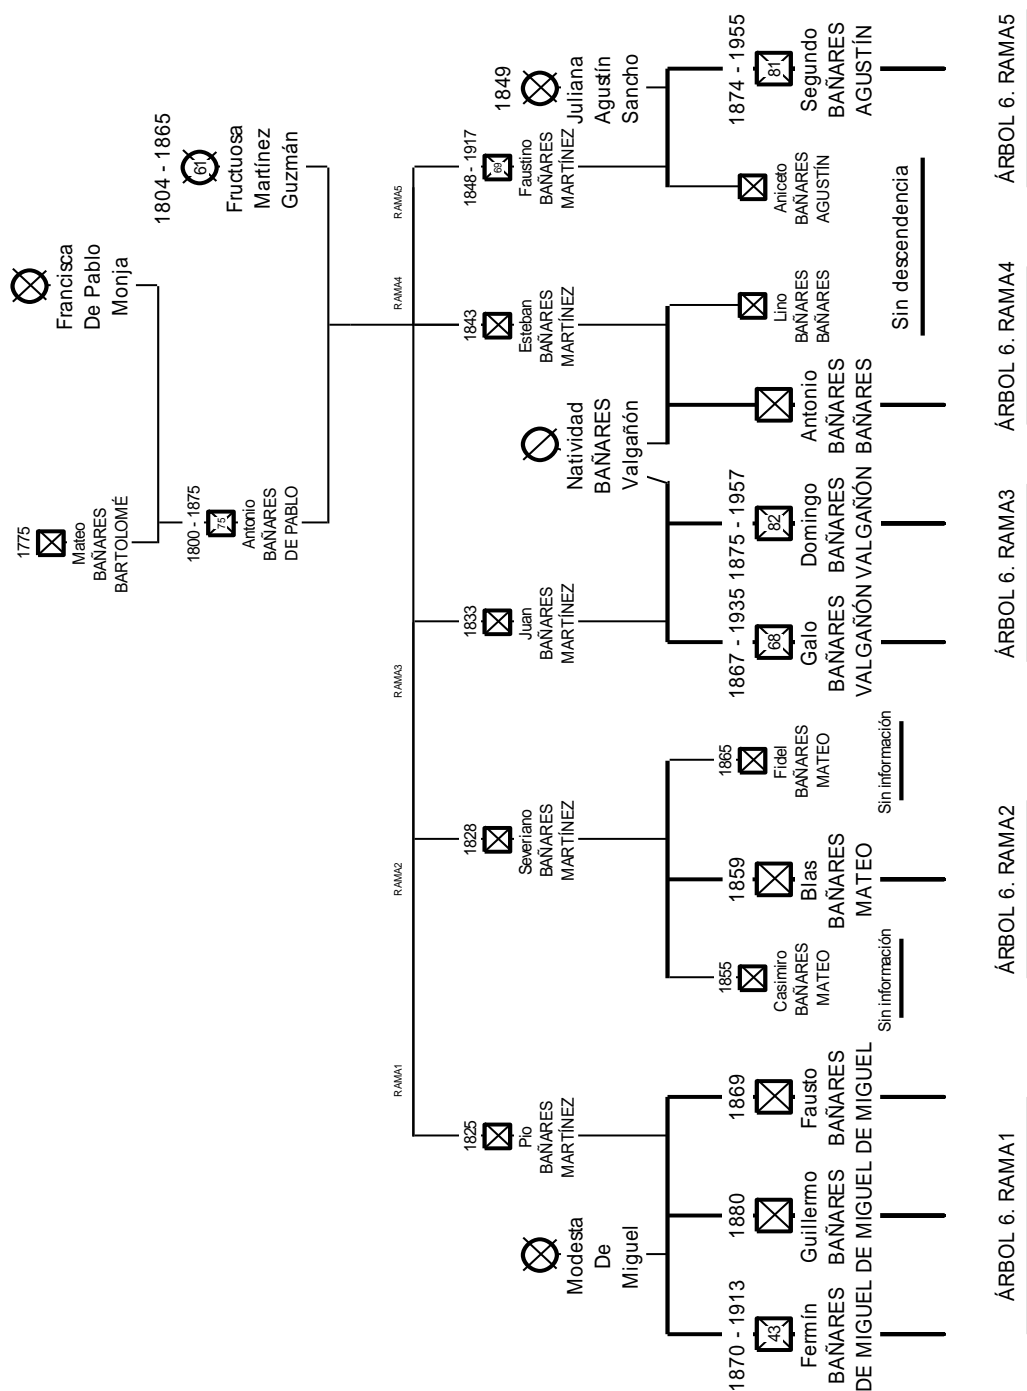 1775
Mateo
BAÑARES
BARTOLOMÉ
Francisca
De Pablo
Monja
1800 - 1875
75
Antonio
BAÑARES
DE PABLO
1804 - 1865
61
Fructuosa
Martínez
Guzmán
RAMA1
RAMA2
RAMA3
RAMA4
RAMA5
1825
Pio
BAÑARES
MARTÍNEZ
1828
Severiano
BAÑARES
MARTÍNEZ
1833
Juan
BAÑARES
MARTÍNEZ
1843
Esteban
BAÑARES
MARTÍNEZ
1848 - 1917
69
Faustino
BAÑARES
MARTÍNEZ
Modesta
De
Miguel
Natividad
BAÑARES
Valgañón
1849
Juliana
Agustín
Sancho
1870 - 1913
43
Fermín
BAÑARES
DE MIGUEL
1880
Guillermo
BAÑARES
DE MIGUEL
1869
Fausto
BAÑARES
DE MIGUEL
1855
Casimiro
BAÑARES
MATEO
Sin información
1859
Blas
BAÑARES
MATEO
1865
Fidel
BAÑARES
MATEO
Sin información
1867 - 1935
68
Galo
BAÑARES
VALGAÑÓN
1875 - 1957
82
Domingo
BAÑARES
VALGAÑÓN
Antonio
BAÑARES
BAÑARES
Lino
BAÑARES
BAÑARES
Aniceto
BAÑARES
AGUSTÍN
Sin descendencia
1874 - 1955
81
Segundo
BAÑARES
AGUSTÍN
ÁRBOL 6. RAMA1
ÁRBOL 6. RAMA2
ÁRBOL 6. RAMA3
ÁRBOL 6. RAMA4
ÁRBOL 6. RAMA5